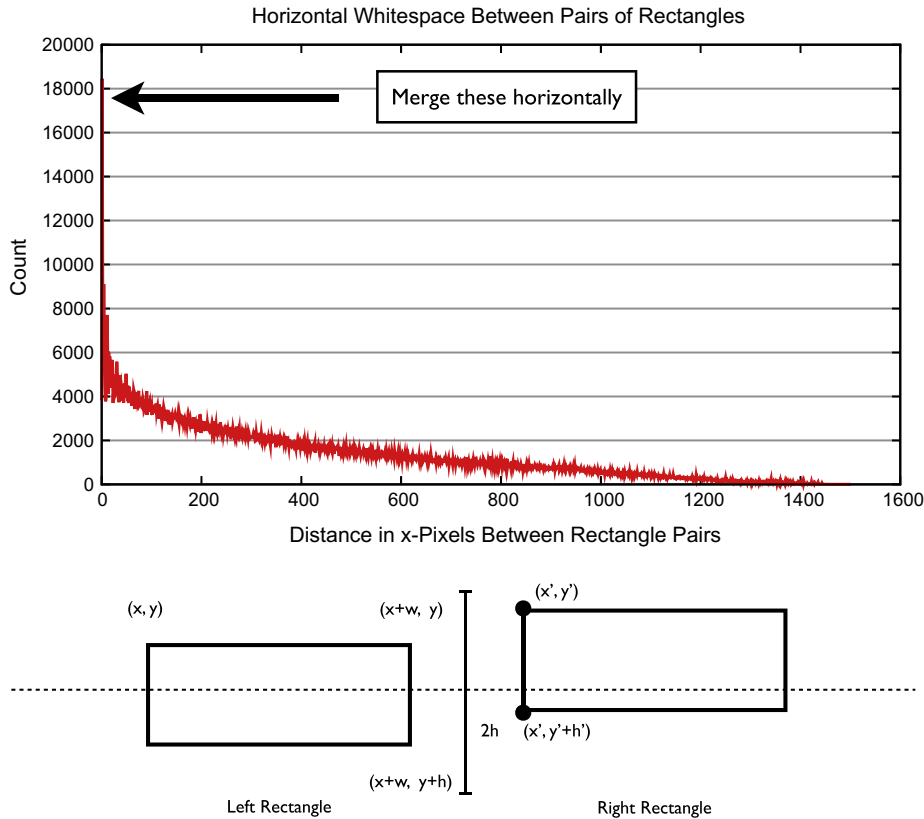 Horizontal Whitespace Between Pairs of Rectangles
20000
18000
Merge these horizontally
16000
14000
12000
10000
8000
6000
4000
2000
0
Count
0 200 400 600 800 1000 1200 1400 1600
Distance in x-Pixels Between Rectangle Pairs
(x, y) (x+w, y) (x', y')
2h (x', y'+h')
(x+w, y+h)
Left Rectangle Right Rectangle